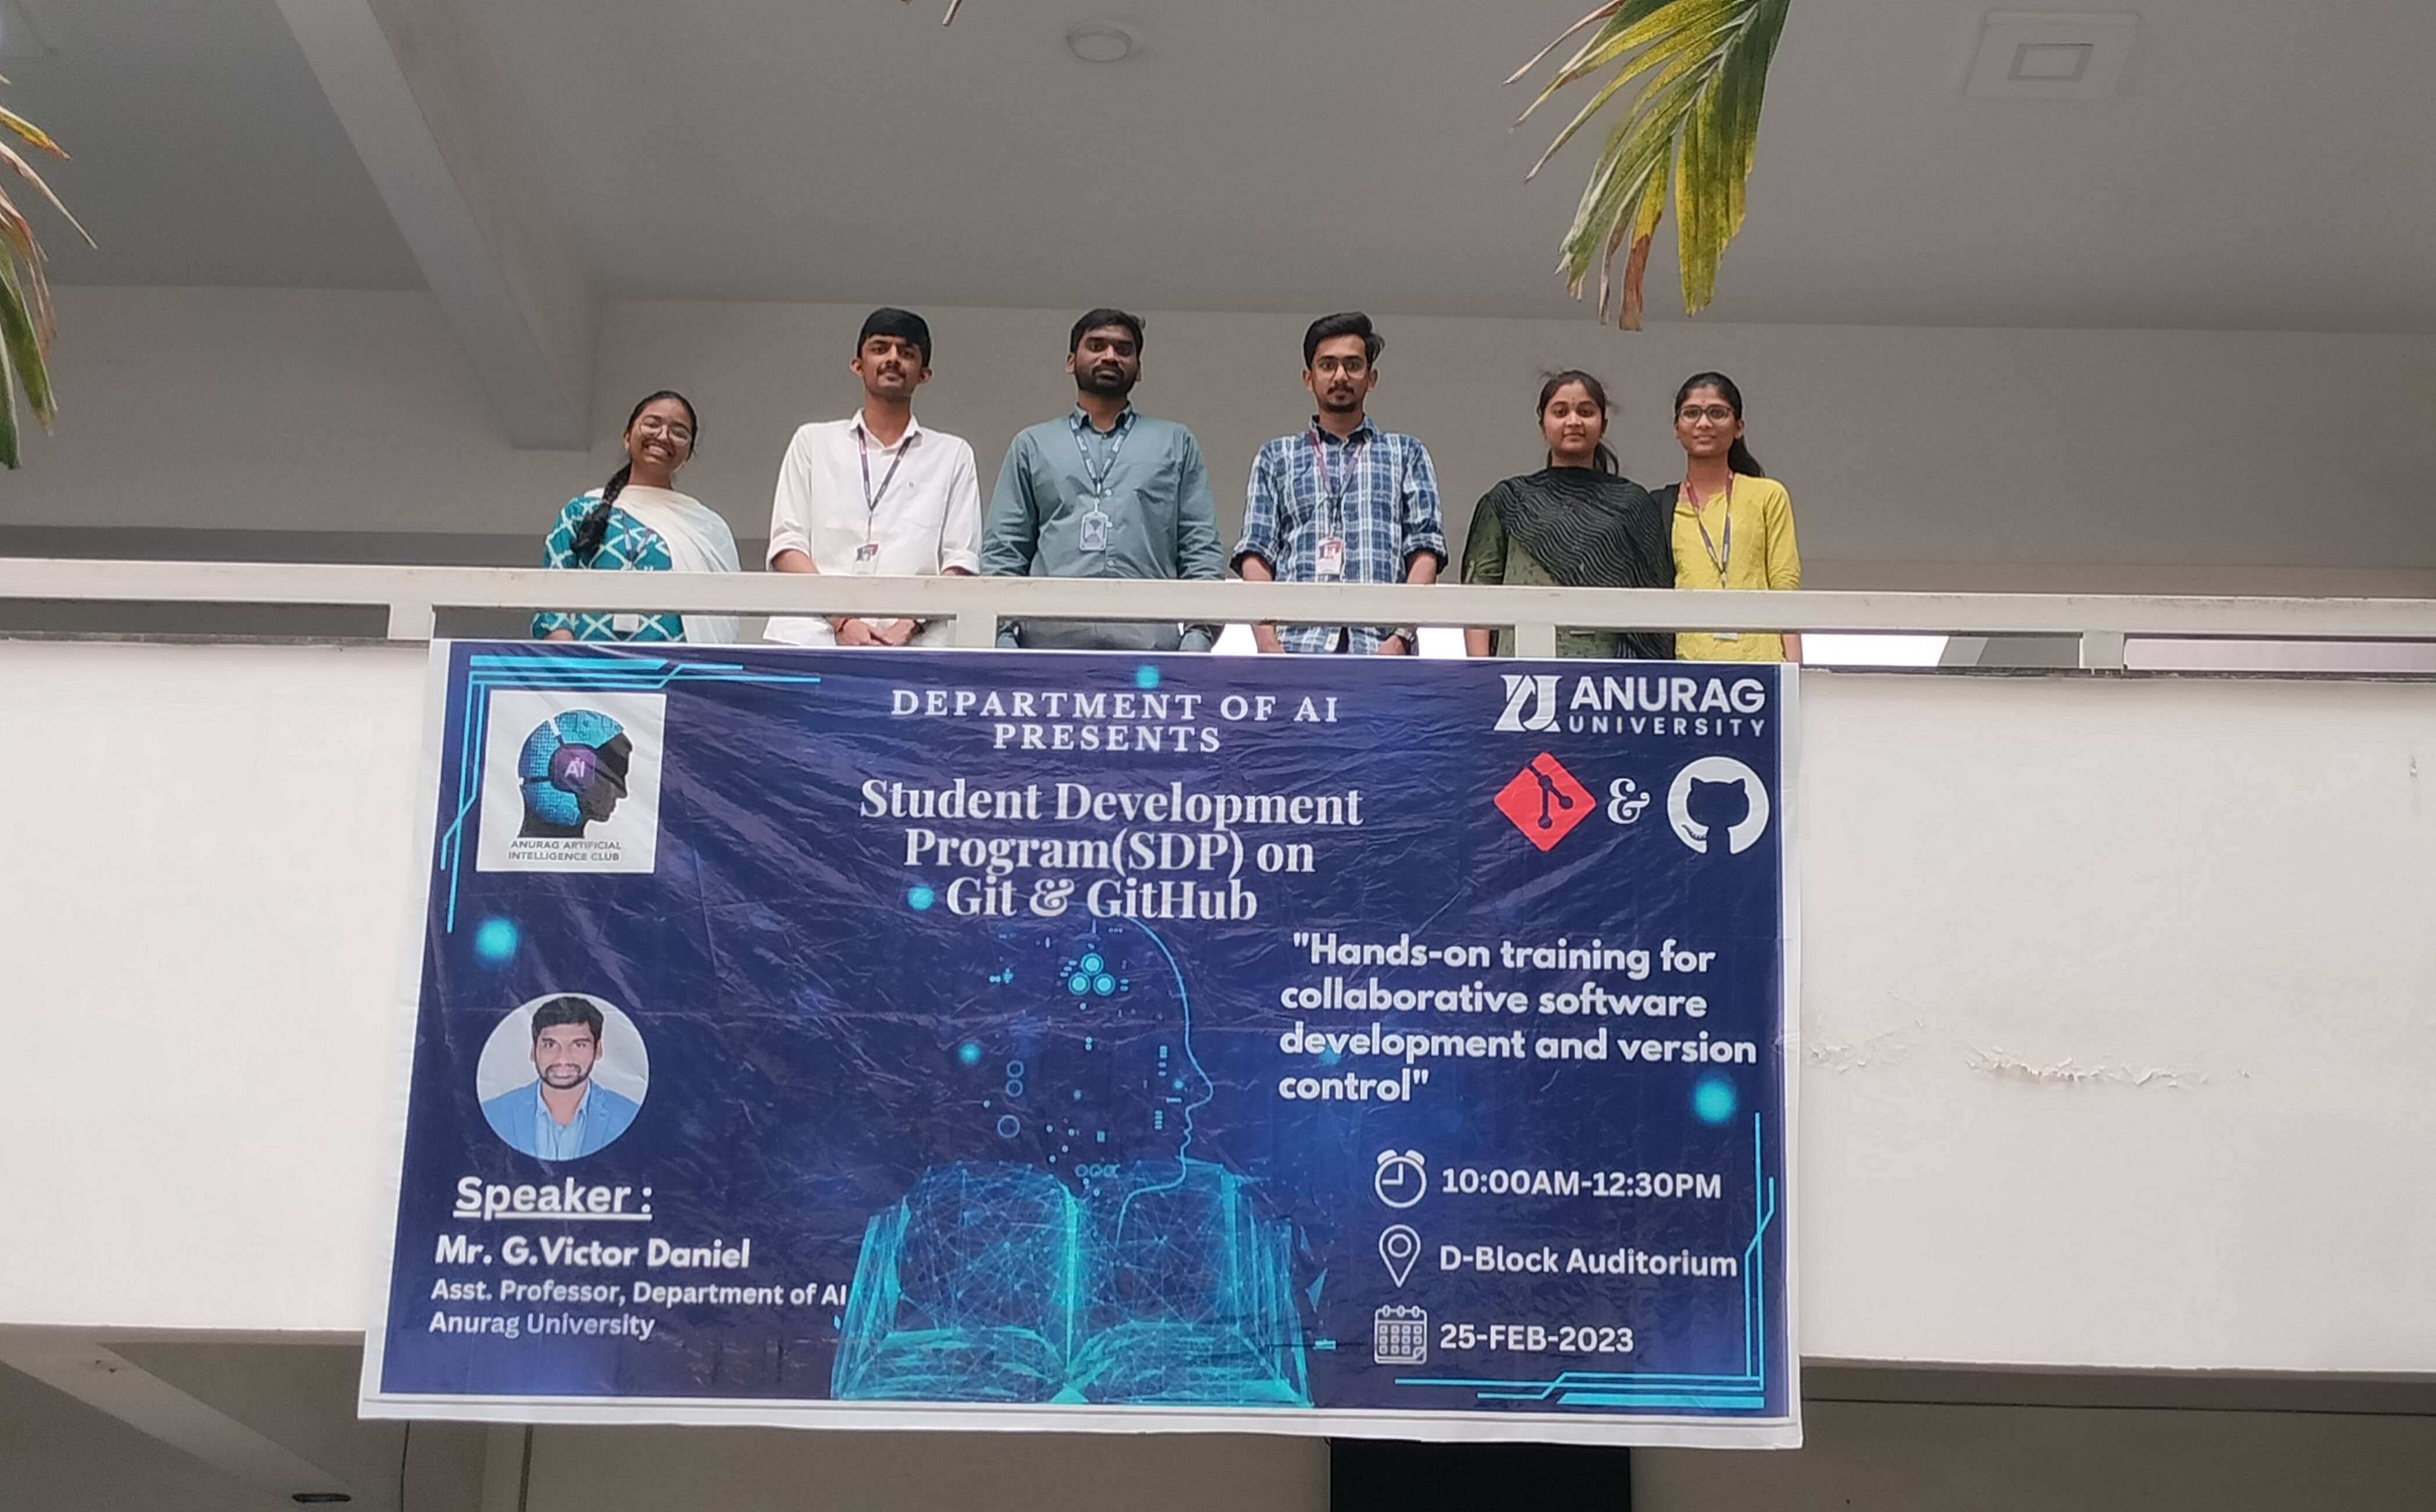 DEPARTMENT OF AI
PRESENTS
ANURAG
UNIVERSITY
AI
ANURAG ARTIFICIAL
INTELLIGENCE CLUB
Student Development
Program(SDP) on
Git & GitHub
&
"Hands-on training for
collaborative software
development and version
control"
Speaker :
Mr. G.Victor Daniel
Asst. Professor, Department of AI
Anurag University
10:00AM-12:30PM
D-Block Auditorium
25-FEB-2023